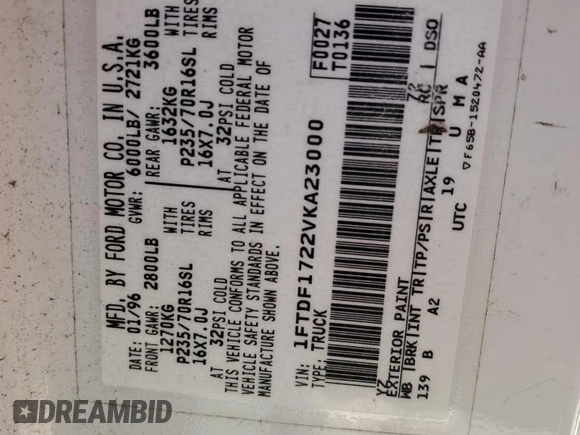 MFD. BY FORD MOTOR CO. IN U.S.A.
DATE: 01/96 GVWR: 6000LB/ 2721KG
FRONT GAWR: 2800LB REAR GAWR: 3600LB
1270KG WITH 1632KG WITH
P235/70R16SL TIRES P235/70R16SL TIRES
16X7.0J RIMS 16X7.0J RIMS
AT 32PSI COLD AT 32PSI COLD
THIS VEHICLE CONFORMS TO ALL APPLICABLE FEDERAL MOTOR
VEHICLE SAFETY STANDARDS IN EFFECT ON THE DATE OF
MANUFACTURE SHOWN ABOVE.
VIN: 1FTDF1722VKA23000
TYPE: TRUCK
F0027
T0136
YZ
EXTERIOR PAINT 72 RC DSO
WB BRK INT TR TP/PS R AXLE TR SPR
139 B A2 19 U M A
UTC ▽F65B-1520472-AA
DREAMBID